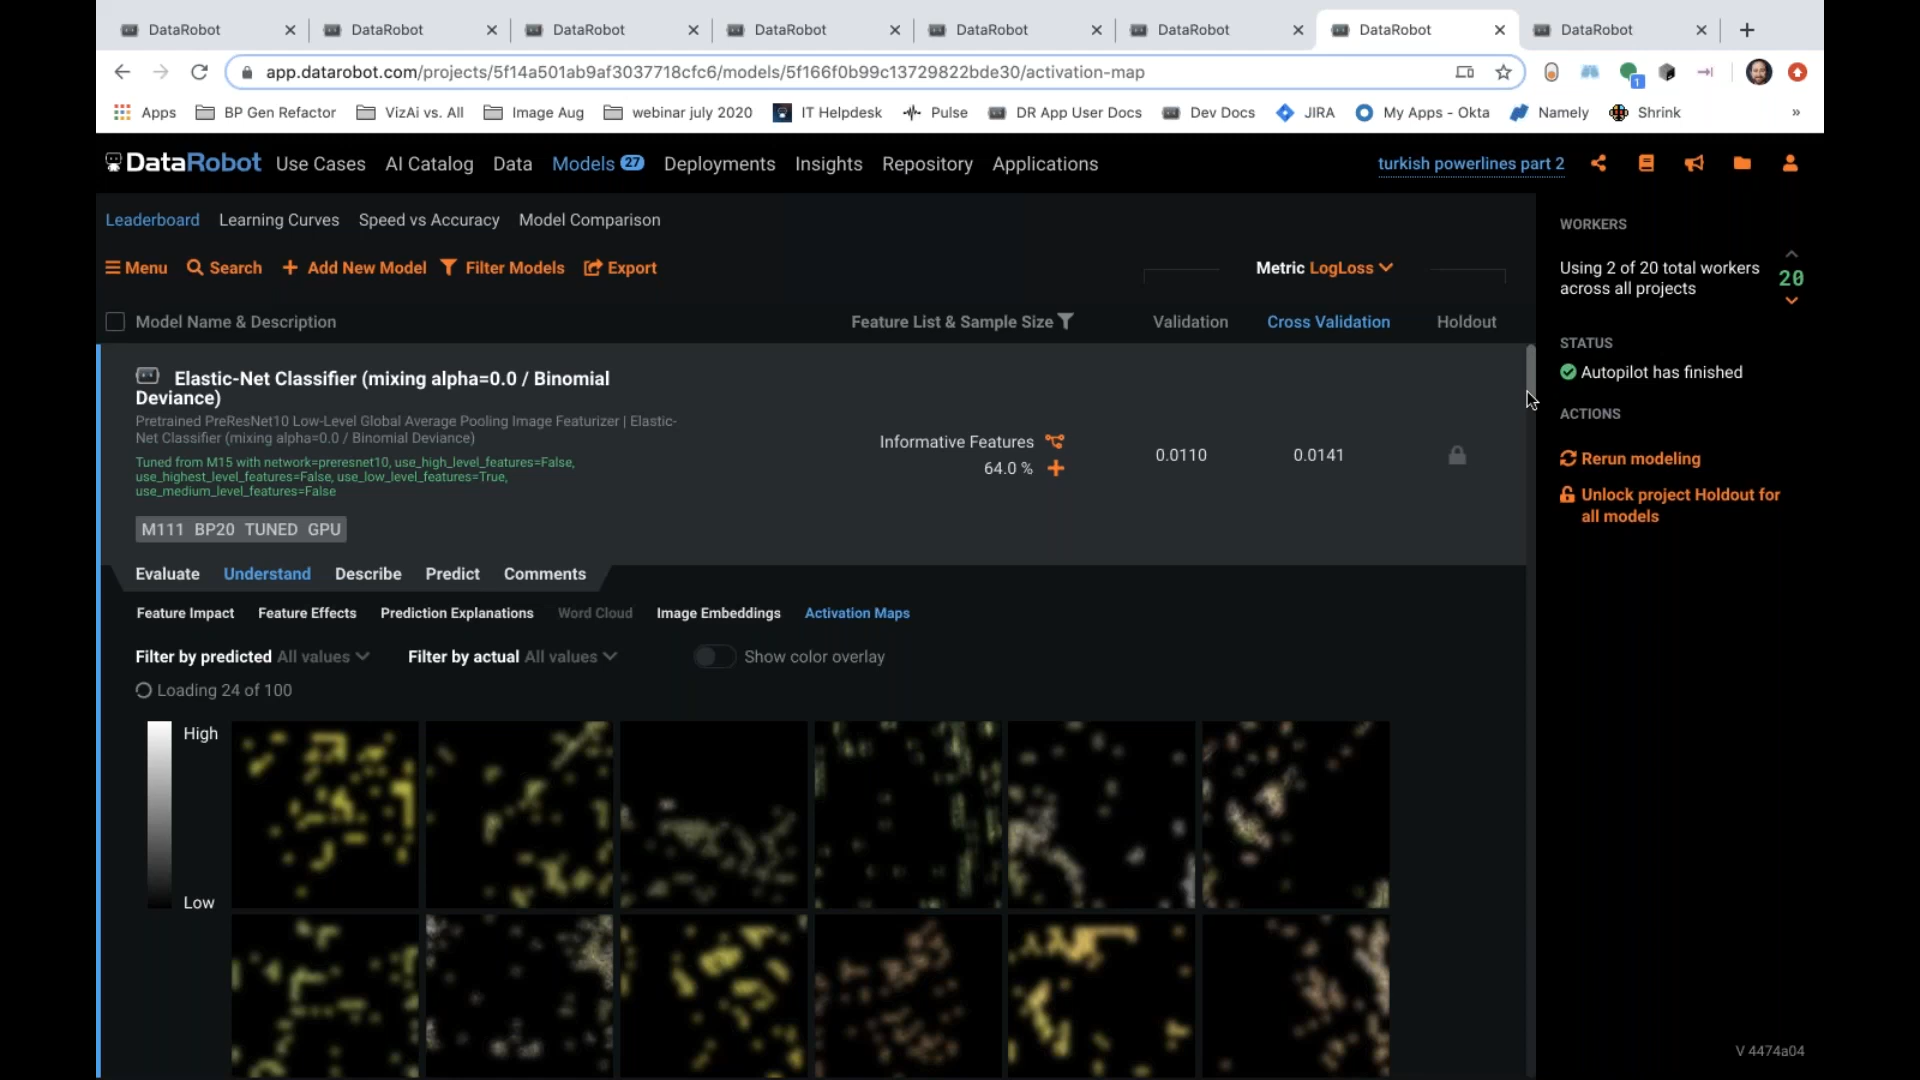 DataRobot DataRobot DataRobot DataRobot DataRobot DataRobot DataRobot DataRobot
app.datarobot.com/projects/5f14a501ab9af3037718cfc6/models/5f166f0b99c13729822bde30/activation-map
1
Apps BP Gen Refactor VizAi vs. All Image Aug webinar july 2020 IT Helpdesk Pulse DR App User Docs Dev Docs JIRA My Apps - Okta Namely Shrink »
DataRobot Use Cases AI Catalog Data Models 27 Deployments Insights Repository Applications turkish powerlines part 2
Leaderboard Learning Curves Speed vs Accuracy Model Comparison
Menu Search + Add New Model Filter Models Export Metric LogLoss
Model Name & Description Feature List & Sample Size Validation Cross Validation Holdout
Elastic-Net Classifier (mixing alpha=0.0 / Binomial
Deviance)
Pretrained PreResNet10 Low-Level Global Average Pooling Image Featurizer | Elastic-
Net Classifier (mixing alpha=0.0 / Binomial Deviance)
Tuned from M15 with network=preresnet10, use_high_level_features=False,
use_highest_level_features=False, use_low_level_features=True,
use_medium_level_features=False
M111 BP20 TUNED GPU
Informative Features
64.0 % +
0.0110 0.0141
Evaluate Understand Describe Predict Comments
Feature Impact Feature Effects Prediction Explanations Word Cloud Image Embeddings Activation Maps
Filter by predicted All values Filter by actual All values Show color overlay
Loading 24 of 100
High
Low
WORKERS
Using 2 of 20 total workers
across all projects
20
STATUS
Autopilot has finished
ACTIONS
Rerun modeling
Unlock project Holdout for
all models
V 4474a04